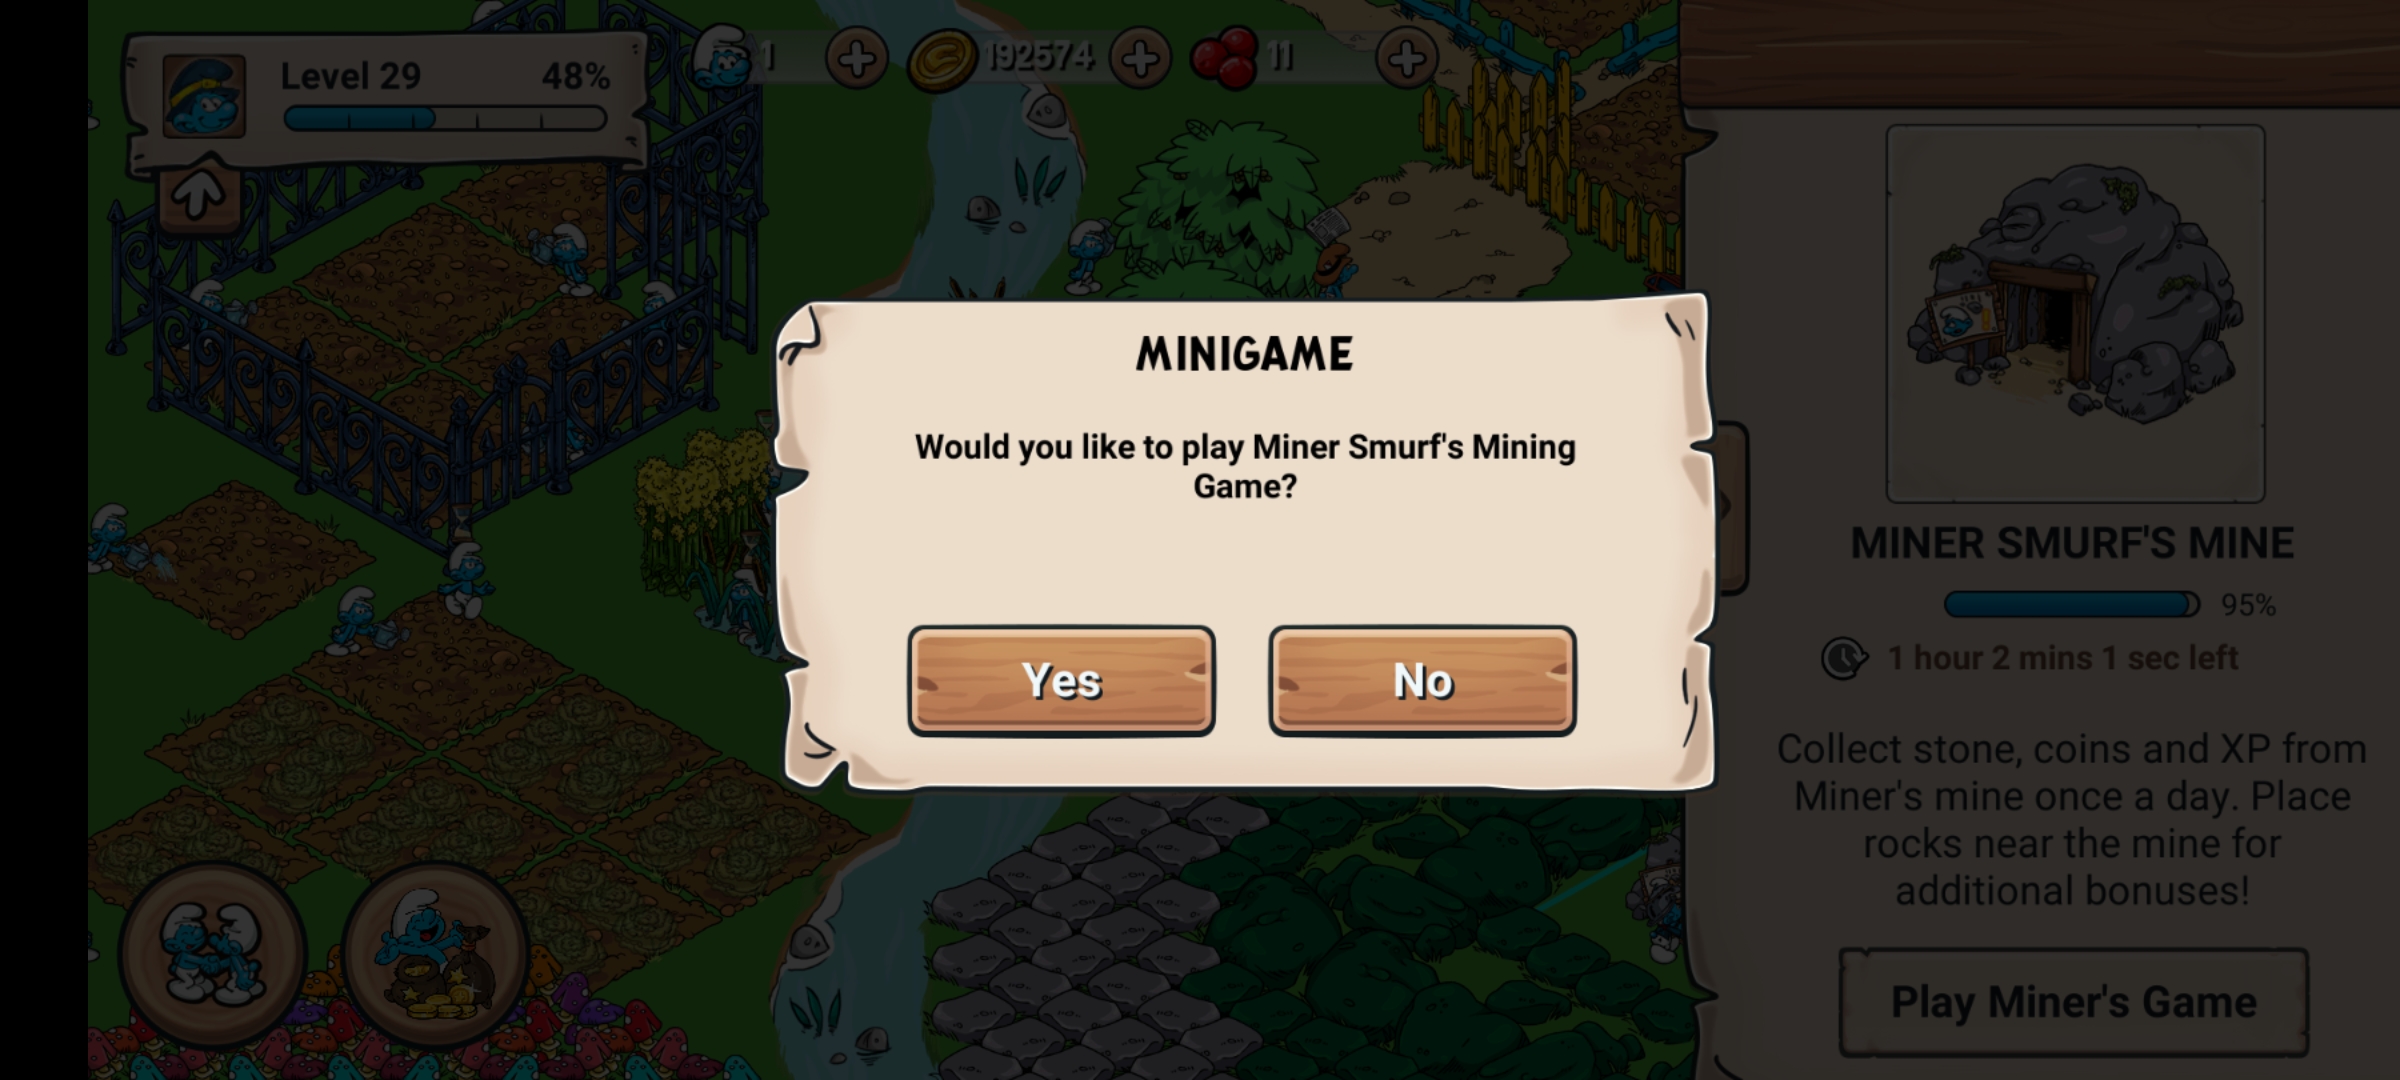 Level 29 48%
1
192574
11
MINIGAME
Would you like to play Miner Smurf's Mining
Game?
Yes
No
MINER SMURF'S MINE
95%
1 hour 2 mins 1 sec left
Collect stone, coins and XP from
Miner's mine once a day. Place
rocks near the mine for
additional bonuses!
Play Miner's Game